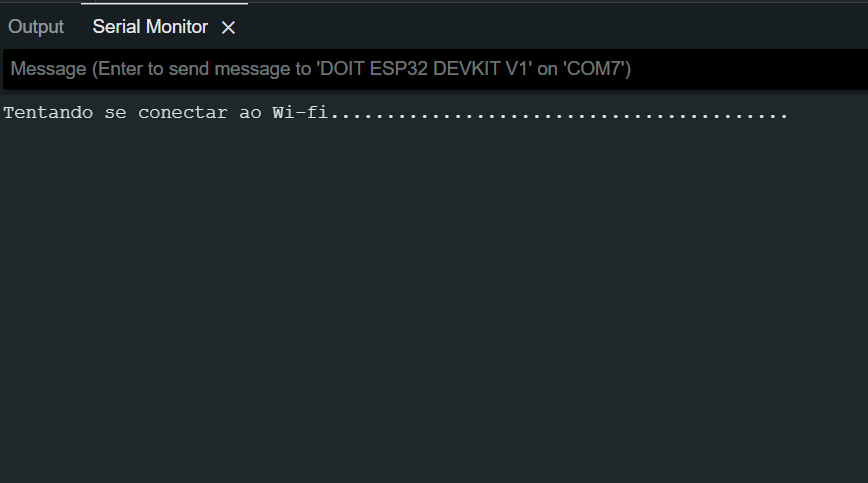 Output Serial Monitor
Message (Enter to send message to 'DOIT ESP32 DEVKIT V1' on 'COM7')
Tentando se conectar ao Wi-fi.........................................